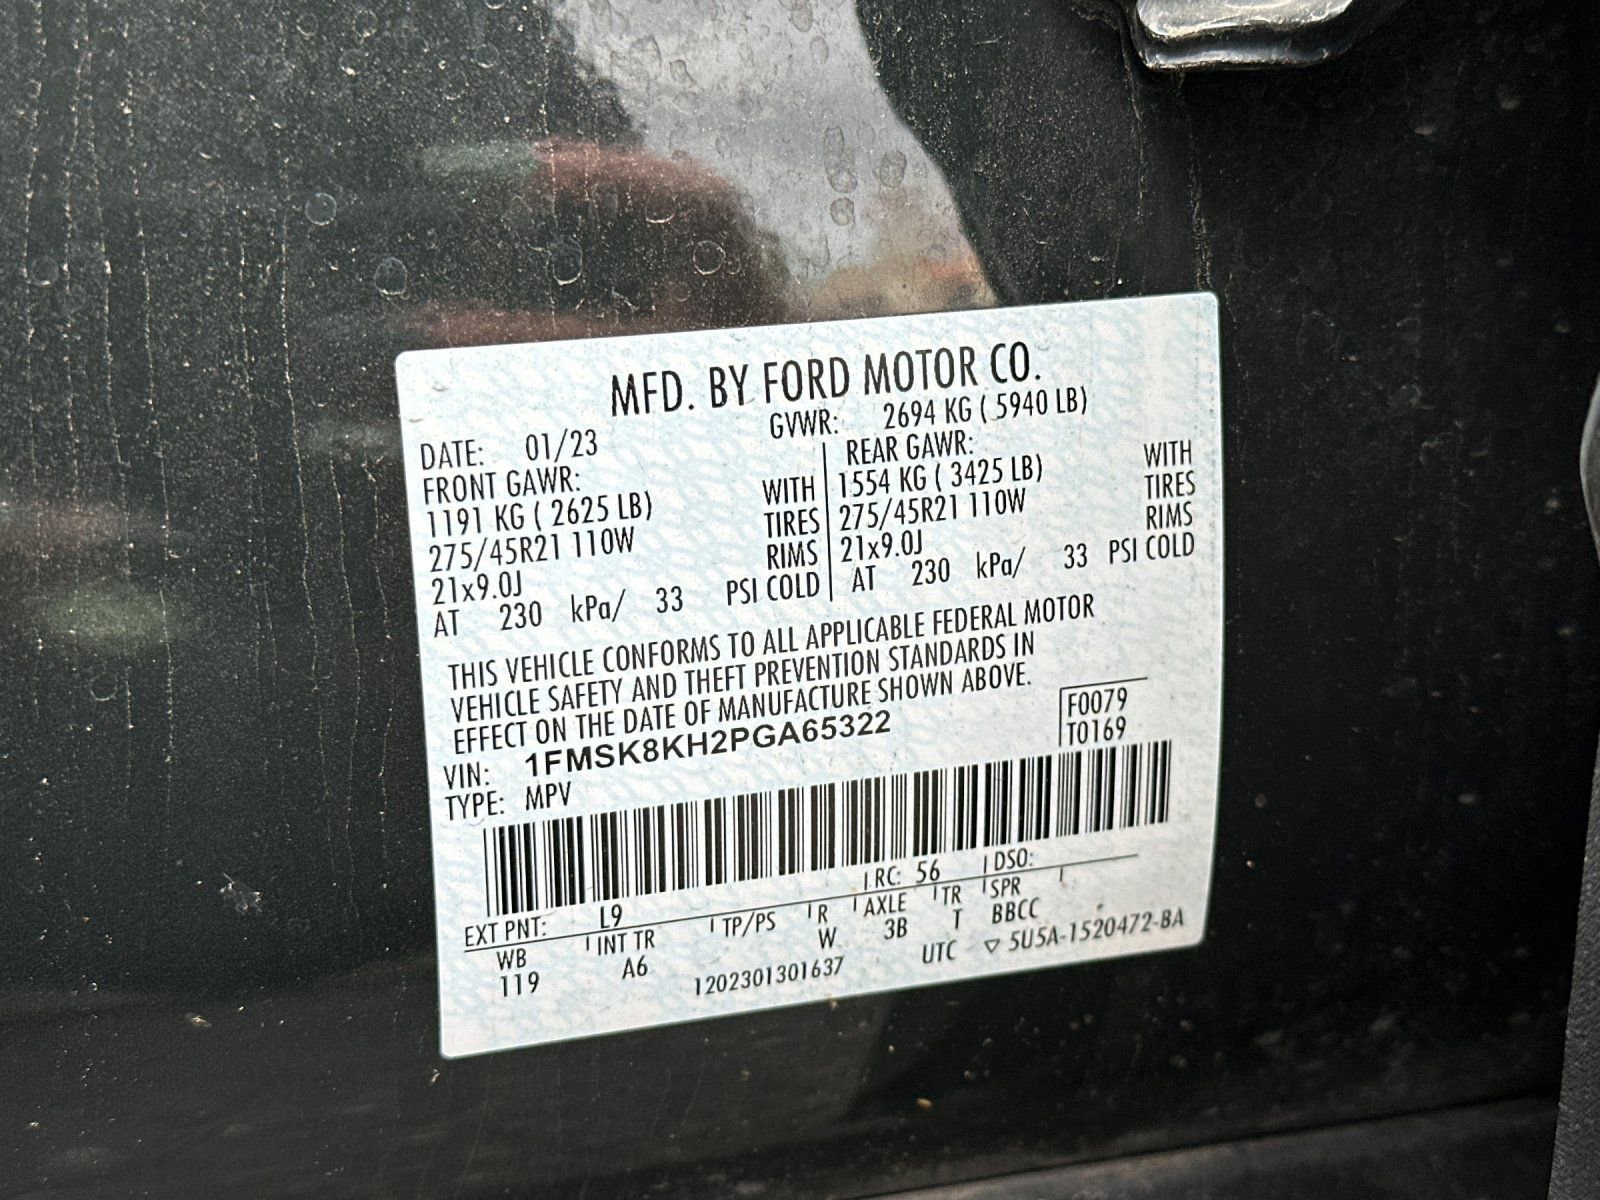 MFD. BY FORD MOTOR CO.
DATE: 01/23 GVWR: 2694 KG ( 5940 LB)
FRONT GAWR: REAR GAWR:
1191 KG ( 2625 LB) WITH 1554 KG ( 3425 LB) WITH
275/45R21 110W TIRES 275/45R21 110W TIRES
21x9.0J RIMS 21x9.0J RIMS
AT 230 kPa/ 33 PSI COLD AT 230 kPa/ 33 PSI COLD
THIS VEHICLE CONFORMS TO ALL APPLICABLE FEDERAL MOTOR
VEHICLE SAFETY AND THEFT PREVENTION STANDARDS IN
EFFECT ON THE DATE OF MANUFACTURE SHOWN ABOVE.
VIN: 1FMSK8KH2PGA65322 F0079
TYPE: MPV T0169
EXT PNT: L9 RC: 56 DSO:
WB INT TR TP/PS R AXLE TR SPR
119 A6 W 3B T BBCC
1202301301637 UTC ▽ 5U5A-1520472-BA